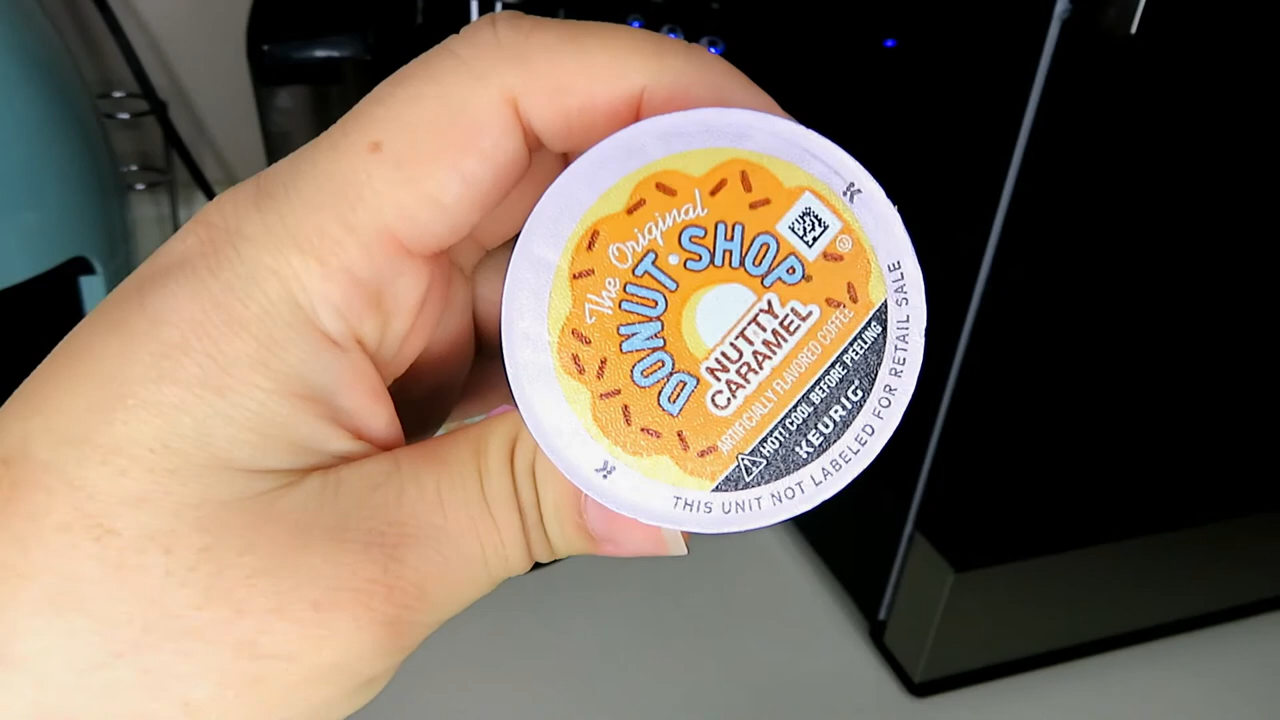 The Original
DONUT·SHOP
NUTTY
CARAMEL
ARTIFICIALLY FLAVORED COFFEE
HOT! COOL BEFORE PEELING
KEURIG
THIS UNIT NOT LABELED FOR RETAIL SALE